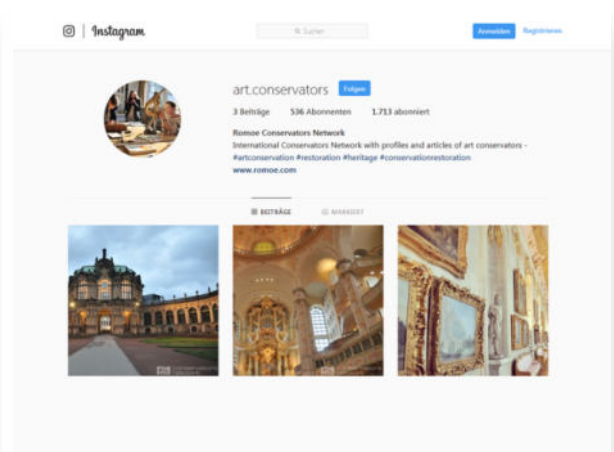 Instagram
Suchen
Anmelden
Registrieren
art.conservators
Folgen
3 Beiträge 536 Abonnenten 1.713 abonniert
Romoe Conservators Network
International Conservators Network with profiles and articles of art conservators -
#artconservation #restoration #heritage #conservationrestoration
www.romoe.com
BEITRÄGE
MARKIERT